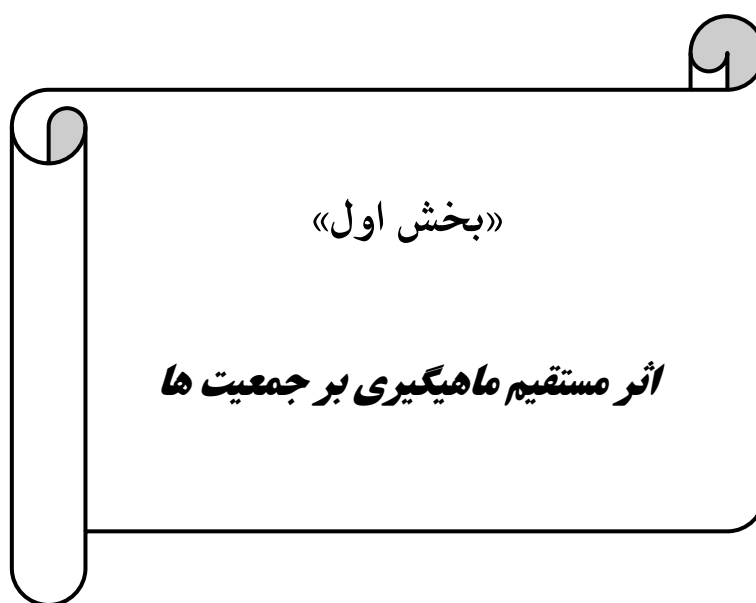 «بخش اول»
اثر مستقیم ماهیگیری بر جمعیت ها